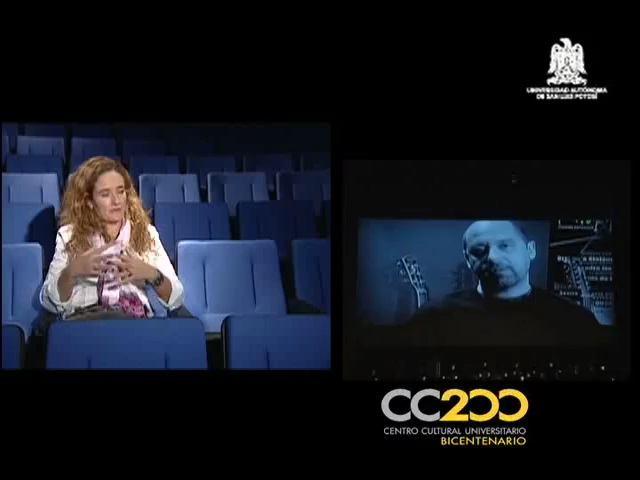 UNIVERSIDAD AUTÓNOMA
DE SAN LUIS POTOSÍ
CC200
CENTRO CULTURAL UNIVERSITARIO
BICENTENARIO